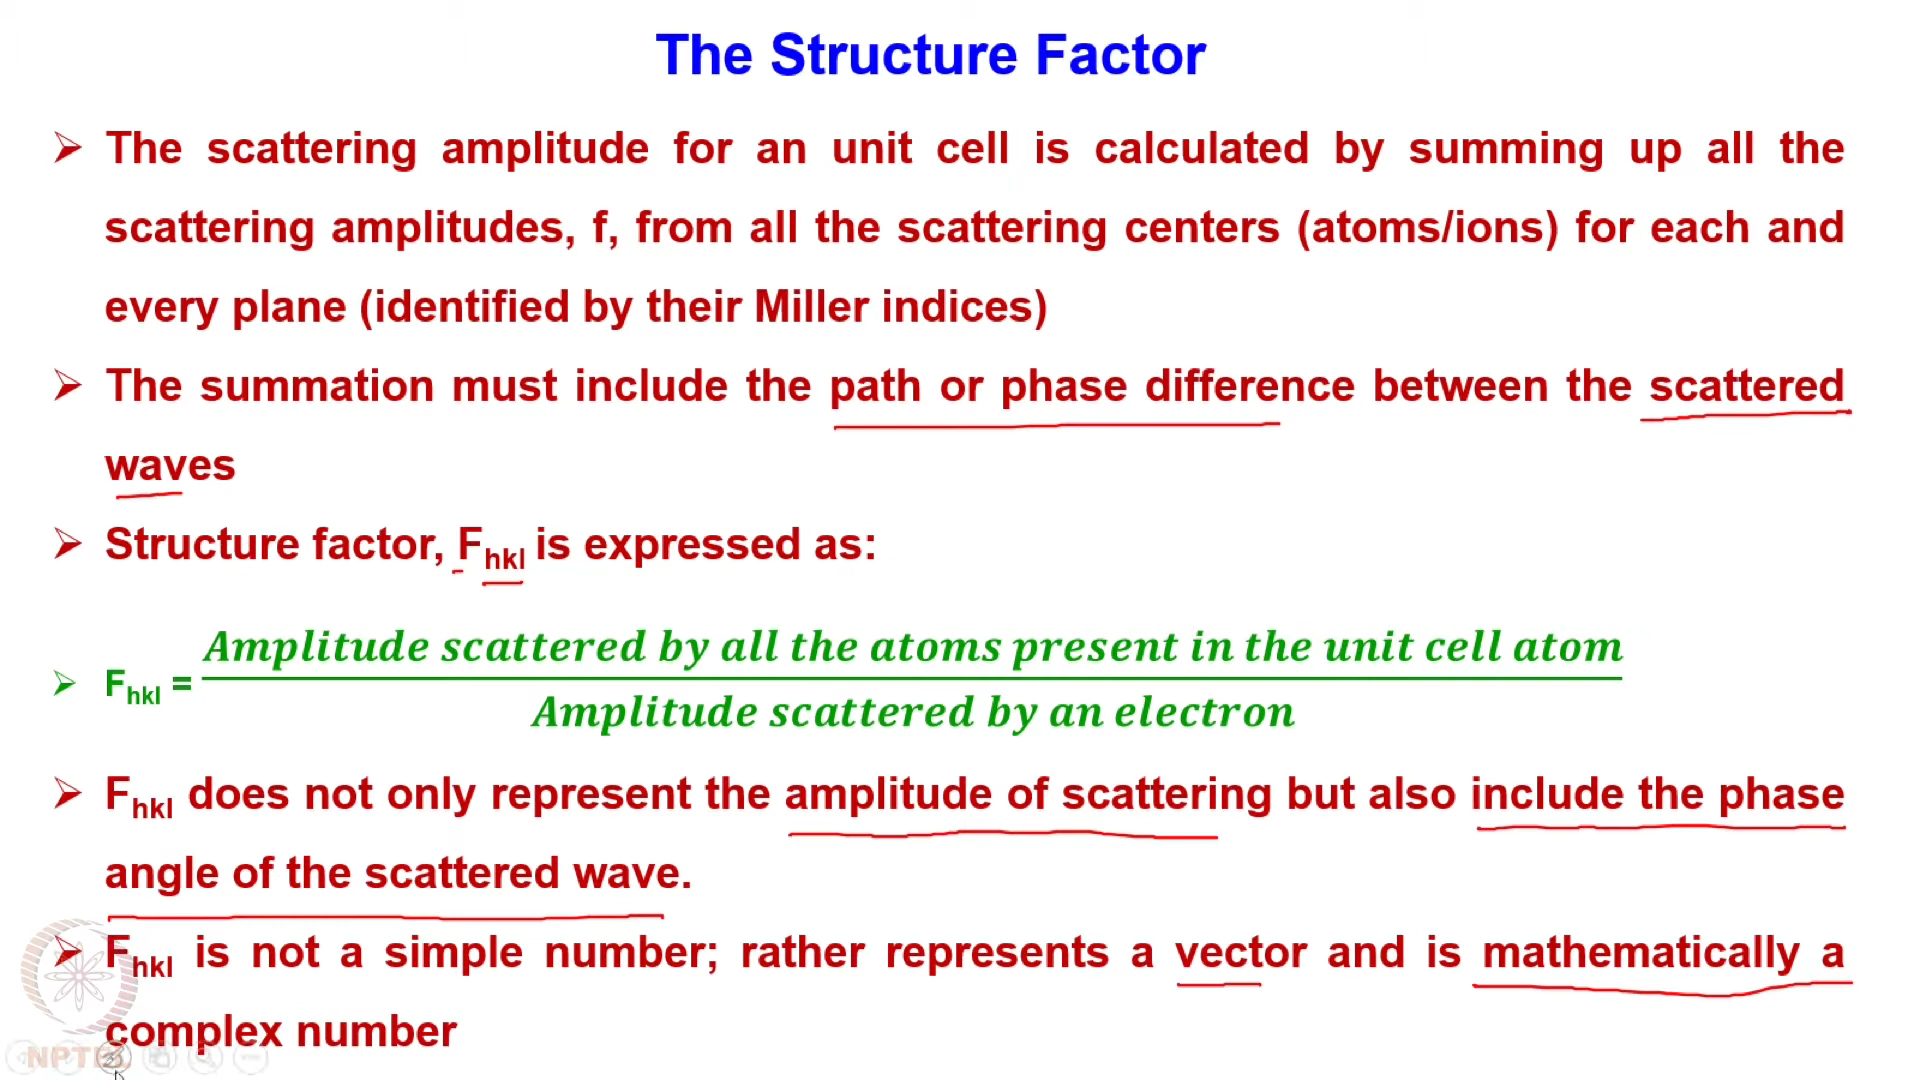 The Structure Factor
➢ The scattering amplitude for an unit cell is calculated by summing up all the
scattering amplitudes, f, from all the scattering centers (atoms/ions) for each and
every plane (identified by their Miller indices)
➢ The summation must include the path or phase difference between the scattered
waves
➢ Structure factor, Fhkl is expressed as:
Amplitude scattered by all the atoms present in the unit cell atom
➢ Fhkl =
Amplitude scattered by an electron
➢ Fhkl does not only represent the amplitude of scattering but also include the phase
angle of the scattered wave.
➢ Fhkl is not a simple number; rather represents a vector and is mathematically a
complex number
NPTEL